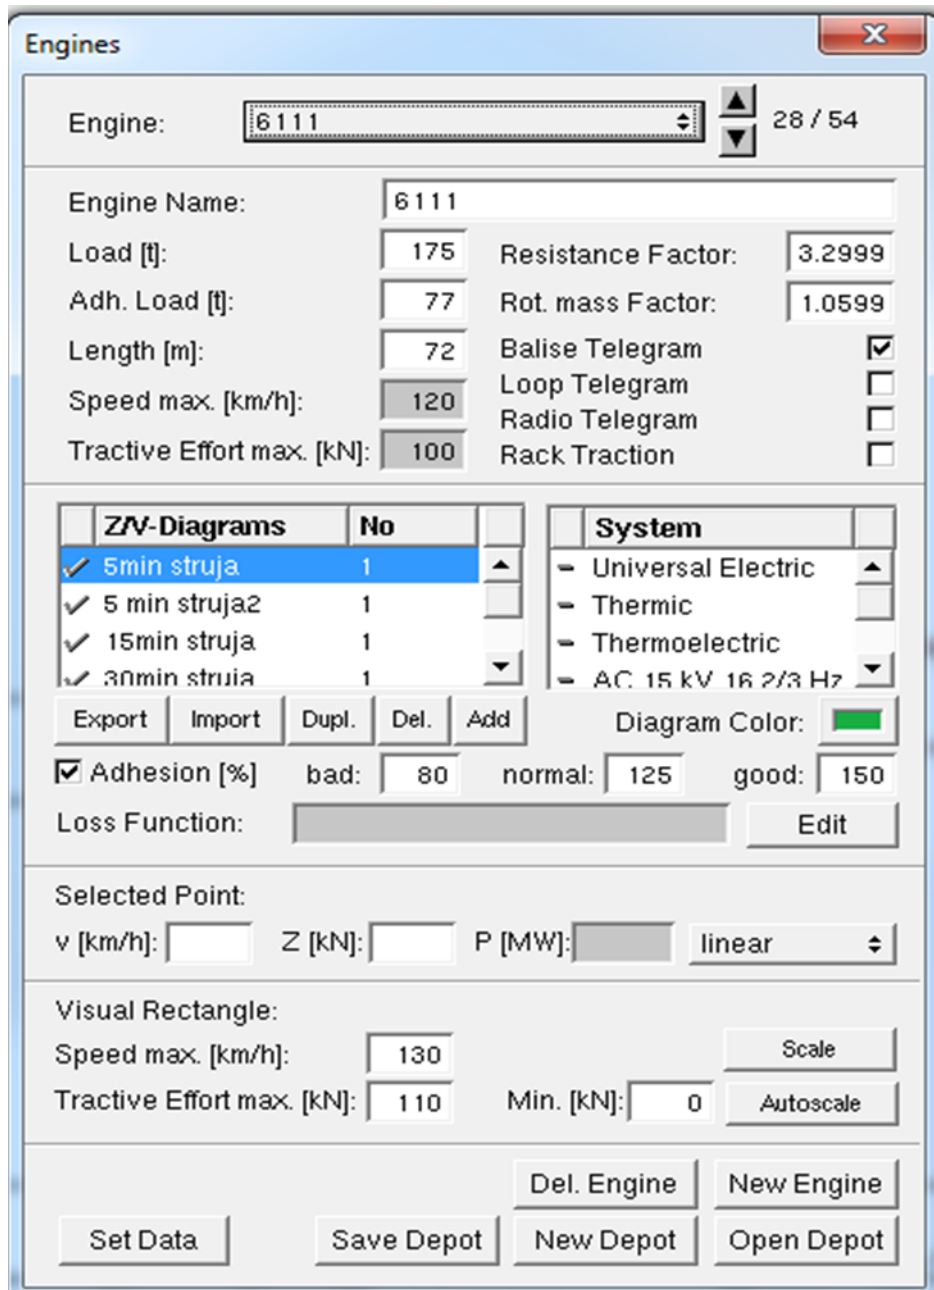 Engines
Engine: 6111 28 / 54
Engine Name: 6111
Load [t]: 175 Resistance Factor: 3.2999
Adh. Load [t]: 77 Rot. mass Factor: 1.0599
Length [m]: 72 Balise Telegram
Loop Telegram
Speed max. [km/h]: 120
Radio Telegram
Tractive Effort max. [kN]: 100 Rack Traction
Z/V-Diagrams No System
5min struja 1 Universal Electric
5 min struja2 1 Thermic
15min struja 1 Thermoelectric
30min struja 1 AC 15 kV 16 2/3 Hz
Export Import Dupl. Del. Add Diagram Color:
Adhesion [%] bad: 80 normal: 125 good: 150
Loss Function: Edit
Selected Point:
v [km/h]: Z [kN]: P [MW]: linear
Visual Rectangle:
Speed max. [km/h]: 130 Scale
Tractive Effort max. [kN]: 110 Min. [kN]: 0 Autoscale
Del. Engine New Engine
Set Data Save Depot New Depot Open Depot